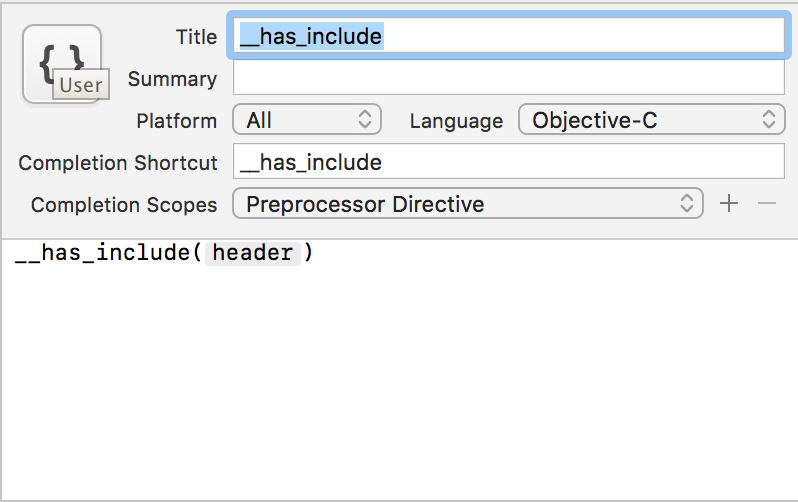 Title __has_include
{ }
User
Summary
Platform All Language Objective-C
Completion Shortcut __has_include
Completion Scopes Preprocessor Directive + −
__has_include( header )